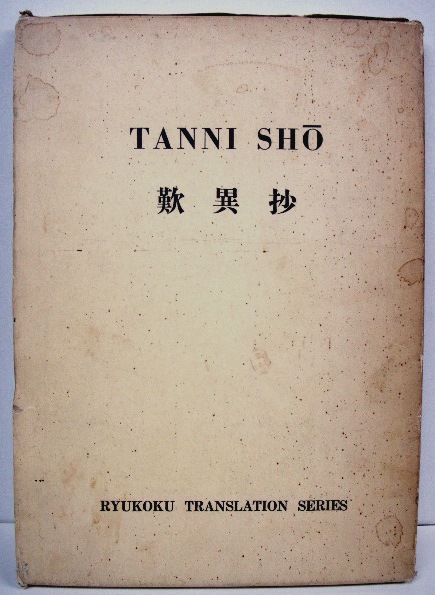 TANNI SHŌ
歎異抄
RYUKOKU TRANSLATION SERIES